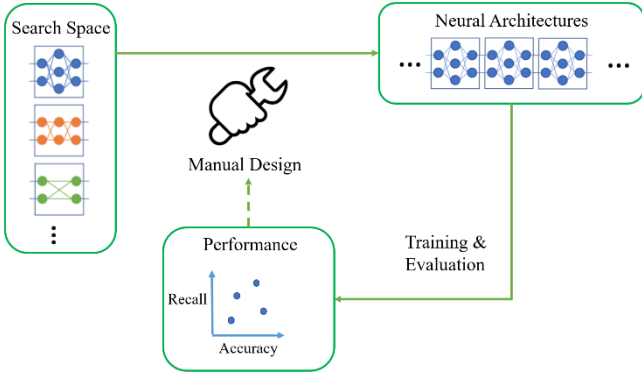 Search Space
Neural Architectures
...
...
Manual Design
Performance
Training &
Evaluation
Recall
Accuracy
...